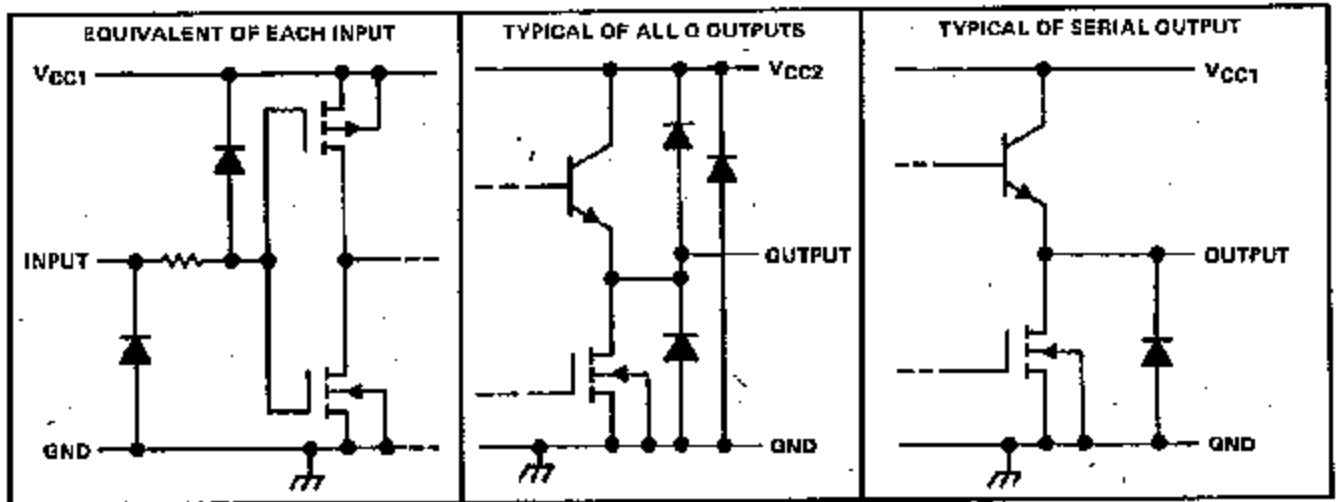 EQUIVALENT OF EACH INPUT
VCC1
INPUT
GND
TYPICAL OF ALL Q OUTPUTS
VCC2
OUTPUT
GND
TYPICAL OF SERIAL OUTPUT
VCC1
OUTPUT
GND